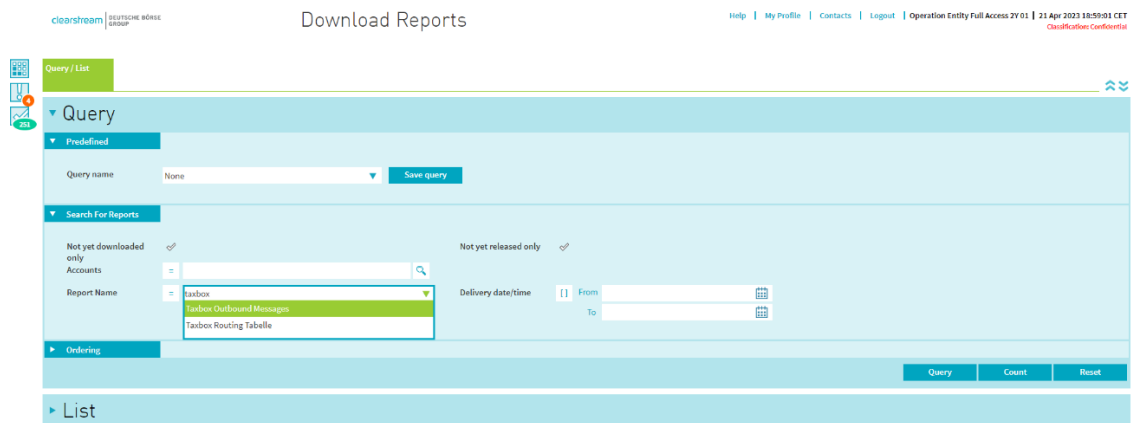 clearstream DEUTSCHE BÖRSE GROUP
Download Reports
Help | My Profile | Contacts | Logout | Operation Entity Full Access 2Y 01 | 21 Apr 2023 18:59:01 CET
Classification: Confidential
Query / List
4
251
Query
Predefined
Query name None Save query
Search For Reports
Not yet downloaded only Not yet released only
Accounts =
Report Name = taxbox Delivery date/time [ ] From
Taxbox Outbound Messages
To
Taxbox Routing Tabelle
Ordering
Query Count Reset
List